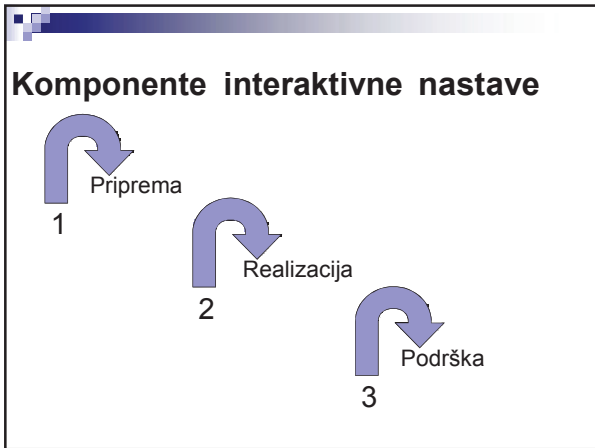 Komponente interaktivne nastave
Priprema
1
Realizacija
2
Podrška
3